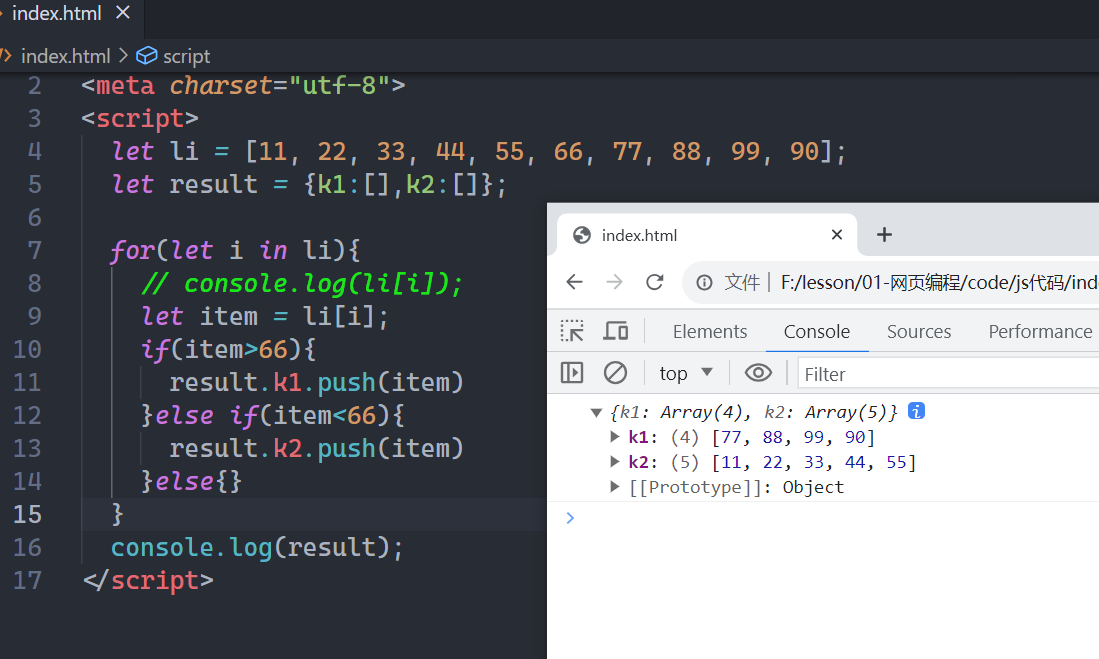 index.html ×
index.html > script
2 <meta charset="utf-8">
3 <script>
4 let li = [11, 22, 33, 44, 55, 66, 77, 88, 99, 90];
5 let result = {k1:[],k2:[]};
6
7 for(let i in li){
8 // console.log(li[i]);
9 let item = li[i];
10 if(item>66){
11 result.k1.push(item)
12 }else if(item<66){
13 result.k2.push(item)
14 }else{}
15 }
16 console.log(result);
17 </script>
index.html × +
文件 | F:/lesson/01-网页编程/code/js代码/ind
Elements Console Sources Performance
top ▼ Filter
▼ {k1: Array(4), k2: Array(5)} i
▶ k1: (4) [77, 88, 99, 90]
▶ k2: (5) [11, 22, 33, 44, 55]
▶ [[Prototype]]: Object
>